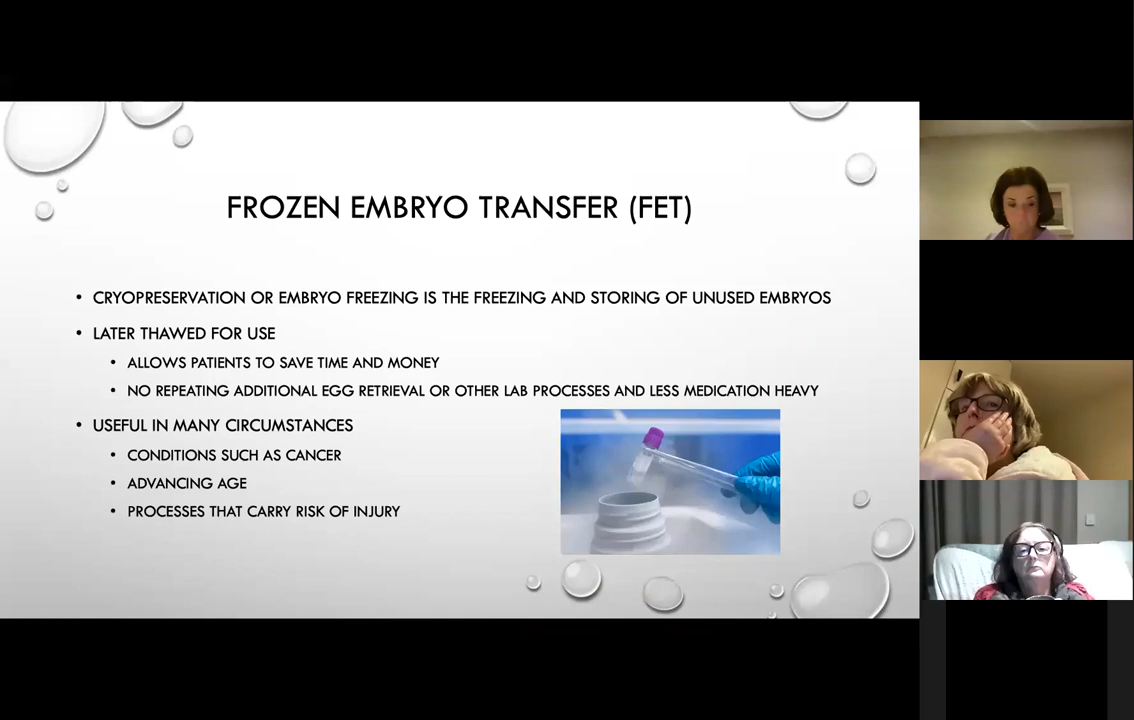 FROZEN EMBRYO TRANSFER (FET)
• CRYOPRESERVATION OR EMBRYO FREEZING IS THE FREEZING AND STORING OF UNUSED EMBRYOS
• LATER THAWED FOR USE
• ALLOWS PATIENTS TO SAVE TIME AND MONEY
• NO REPEATING ADDITIONAL EGG RETRIEVAL OR OTHER LAB PROCESSES AND LESS MEDICATION HEAVY
• USEFUL IN MANY CIRCUMSTANCES
• CONDITIONS SUCH AS CANCER
• ADVANCING AGE
• PROCESSES THAT CARRY RISK OF INJURY